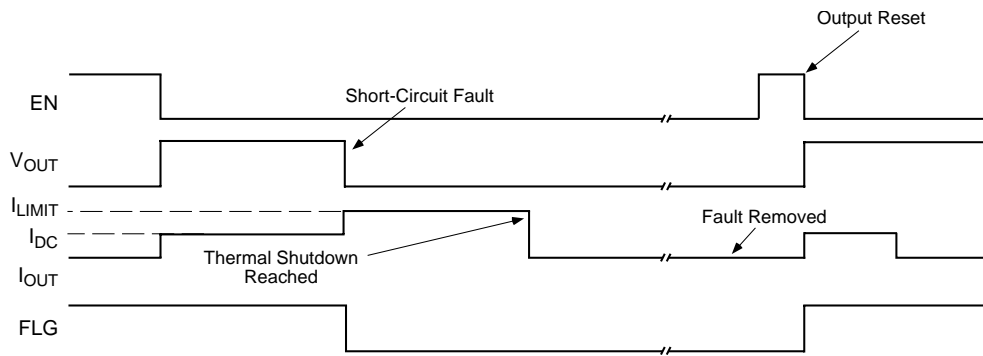 Output Reset
EN
Short-Circuit Fault
VOUT
ILIMIT
IDC
Fault Removed
Thermal Shutdown
Reached
IOUT
FLG